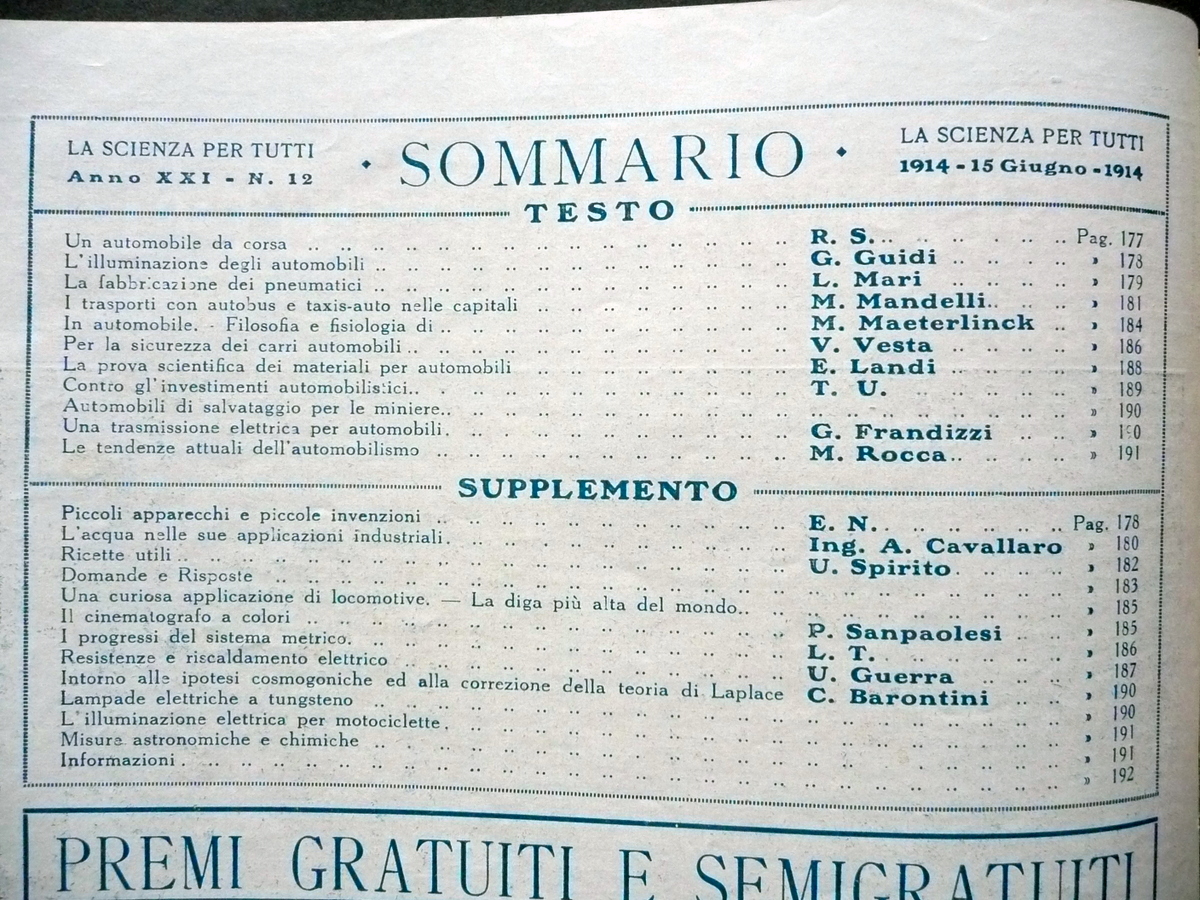 LA SCIENZA PER TUTTI
Anno XXI - N. 12
SOMMARIO
LA SCIENZA PER TUTTI
1914 - 15 Giugno - 1914
TESTO
Un automobile da corsa .. .. R. S. .. .. Pag. 177
L'illuminazione degli automobili .. .. G. Guidi .. .. » 178
La fabbricazione dei pneumatici .. .. L. Mari .. .. » 179
I trasporti con autobus e taxis-auto nelle capitali .. .. M. Mandelli .. .. » 181
In automobile. - Filosofia e fisiologia di .. .. M. Maeterlinck .. » 184
Per la sicurezza dei carri automobili .. .. V. Vesta .. .. » 186
La prova scientifica dei materiali per automobili .. .. E. Landi .. .. » 188
Contro gl'investimenti automobilistici .. .. T. U. .. .. » 189
Automobili di salvataggio per le miniere .. .. » 190
Una trasmissione elettrica per automobili .. .. G. Frandizzi .. .. » 190
Le tendenze attuali dell'automobilismo .. .. M. Rocca .. .. » 191
SUPPLEMENTO
Piccoli apparecchi e piccole invenzioni .. .. E. N. .. .. Pag. 178
L'acqua nelle sue applicazioni industriali .. .. Ing. A. Cavallaro » 180
Ricette utili .. .. U. Spirito .. .. » 182
Domande e Risposte .. .. » 183
Una curiosa applicazione di locomotive. — La diga più alta del mondo .. .. » 185
Il cinematografo a colori .. .. P. Sanpaolesi .. .. » 185
I progressi del sistema metrico. .. .. L. T. .. .. » 186
Resistenze e riscaldamento elettrico .. .. U. Guerra .. .. » 187
Intorno alle ipotesi cosmogoniche ed alla correzione della teoria di Laplace C. Barontini .. .. » 190
Lampade elettriche a tungsteno .. .. » 190
L'illuminazione elettrica per motociclette .. .. » 191
Misure astronomiche e chimiche .. .. » 191
Informazioni .. .. » 192
PREMI GRATUITI E SEMIGRATUITI